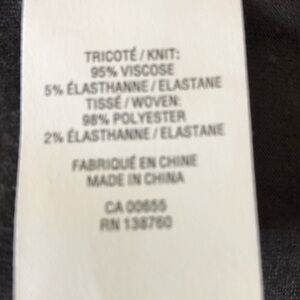 TRICOTÉ / KNIT:
95% VISCOSE
5% ÉLASTHANNE / ELASTANE
TISSÉ / WOVEN:
98% POLYESTER
2% ÉLASTHANNE / ELASTANE
FABRIQUÉ EN CHINE
MADE IN CHINA
CA 00655
RN 138760